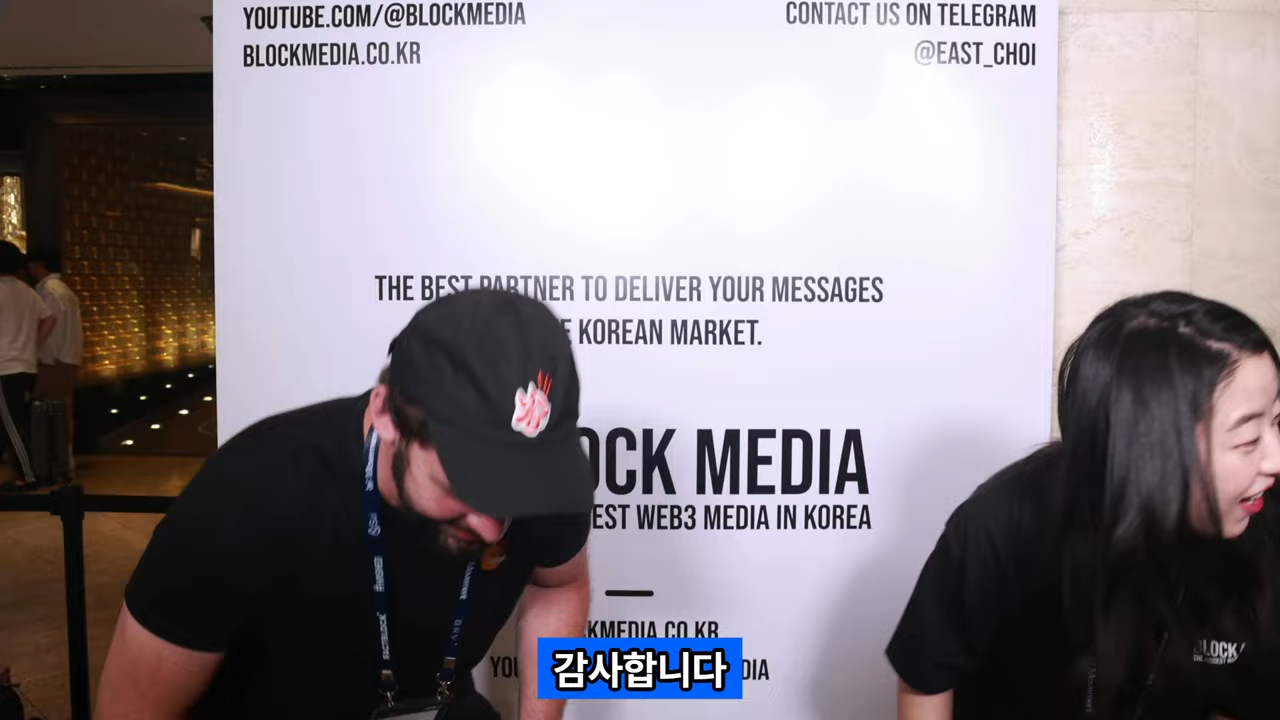 YOUTUBE.COM/@BLOCKMEDIA
BLOCKMEDIA.CO.KR
CONTACT US ON TELEGRAM
@EAST_CHOI
THE BEST PARTNER TO DELIVER YOUR MESSAGES
KOREAN MARKET.
OCK MEDIA
EST WEB3 MEDIA IN KOREA
KMEDIA.CO.KR
YOU
DIA
BLOCK
감사합니다